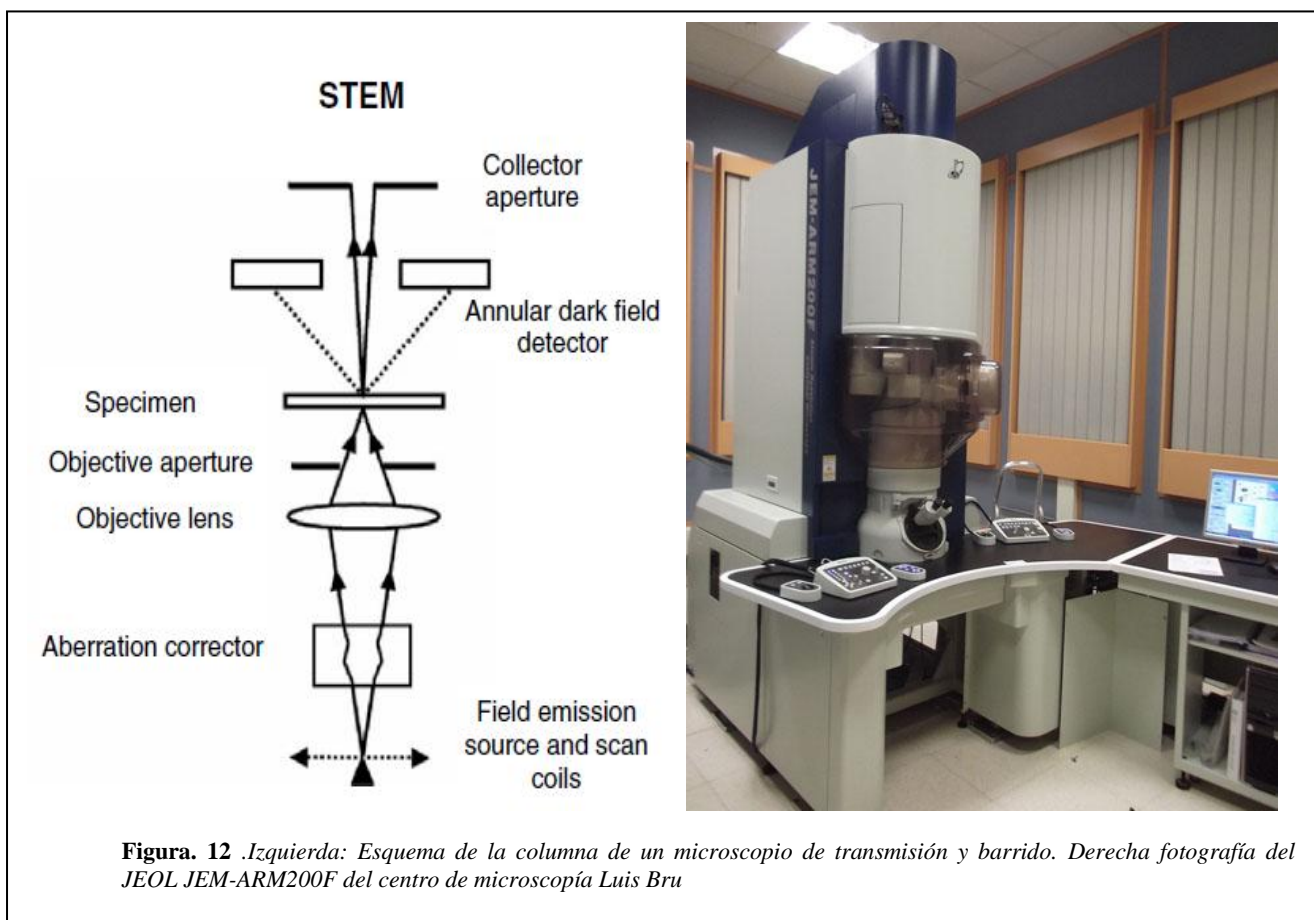 STEM
Collector
aperture
Annular dark field
detector
Specimen
Objective aperture
Objective lens
Aberration corrector
Field emission
source and scan
coils
JEM-ARM200F
Figura. 12 .Izquierda: Esquema de la columna de un microscopio de transmisión y barrido. Derecha fotografía del
JEOL JEM-ARM200F del centro de microscopía Luis Bru